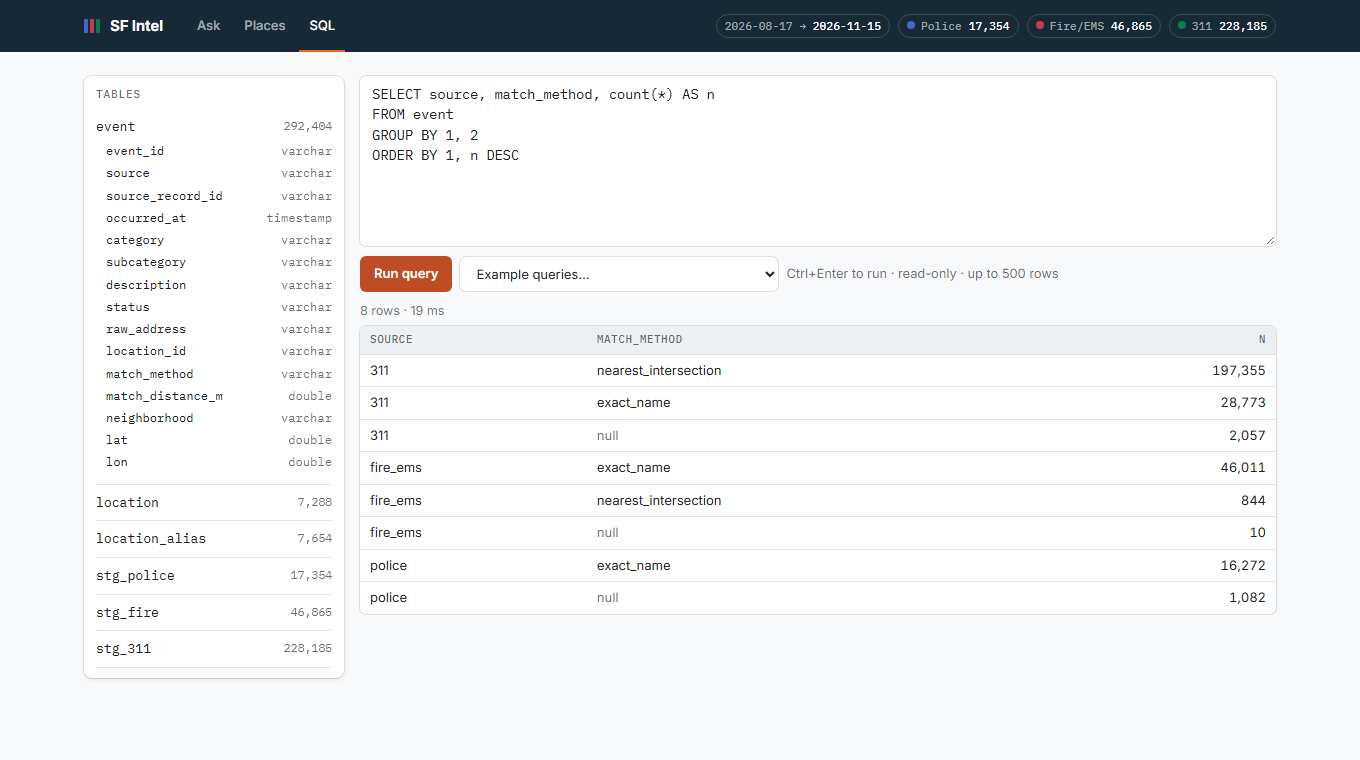 SF Intel
Ask
Places
SQL
2026-08-17 → 2026-11-15
Police 17,354
Fire/EMS 46,865
311 228,185
TABLES
event 292,404
event_id varchar
source varchar
source_record_id varchar
occurred_at timestamp
category varchar
subcategory varchar
description varchar
status varchar
raw_address varchar
location_id varchar
match_method varchar
match_distance_m double
neighborhood varchar
lat double
lon double
location 7,288
location_alias 7,654
stg_police 17,354
stg_fire 46,865
stg_311 228,185
SELECT source, match_method, count(*) AS n
FROM event
GROUP BY 1, 2
ORDER BY 1, n DESC
Run query
Example queries...
Ctrl+Enter to run · read-only · up to 500 rows
8 rows · 19 ms
SOURCE MATCH_METHOD N
311 nearest_intersection 197,355
311 exact_name 28,773
311 null 2,057
fire_ems exact_name 46,011
fire_ems nearest_intersection 844
fire_ems null 10
police exact_name 16,272
police null 1,082